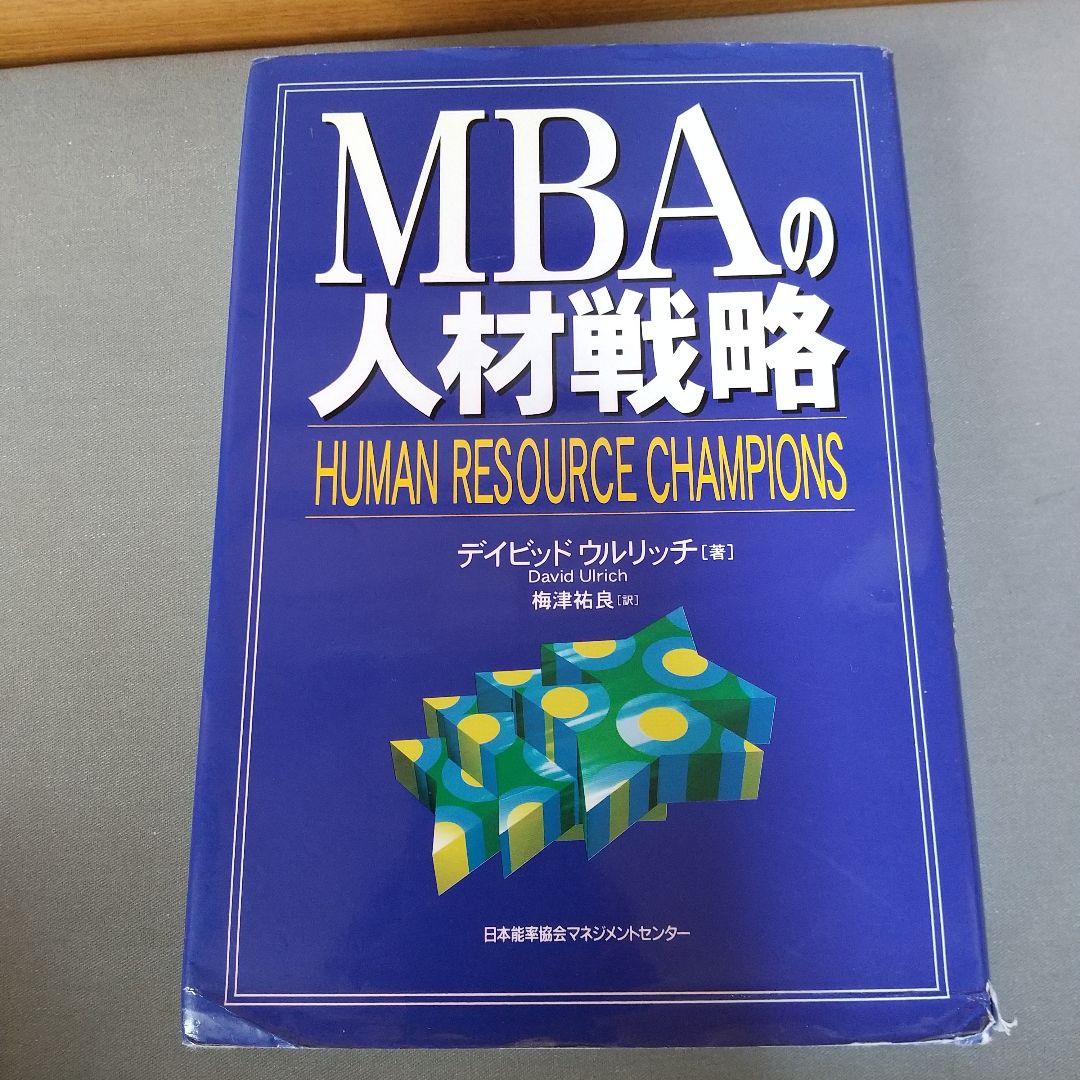 MBAの
人材戦略
HUMAN RESOURCE CHAMPIONS
デイビッド ウルリッチ[著]
David Ulrich
梅津祐良[訳]
日本能率協会マネジメントセンター